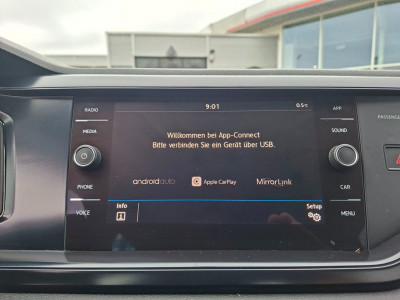 RADIO
9:01
0.5°C
APP
MEDIA
SOUND
PASSENGER
Willkommen bei App-Connect
Bitte verbinden Sie ein Gerät über USB.
androidauto
Apple CarPlay
MirrorLink
PHONE
CAR
VOICE
Info
Setup
MENU